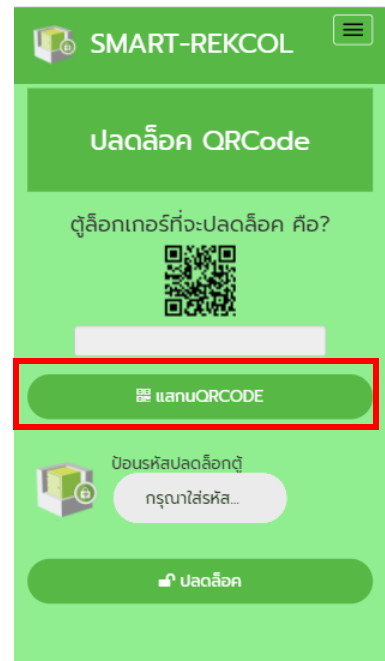 SMART-REKCOL
ปลดล็อค QRCode
ตู้ล็อกเกอร์ที่จะปลดล็อค คือ?
แสกนQRCODE
ป้อนรหัสปลดล็อกตู้
กรุณาใส่รหัส...
ปลดล็อค